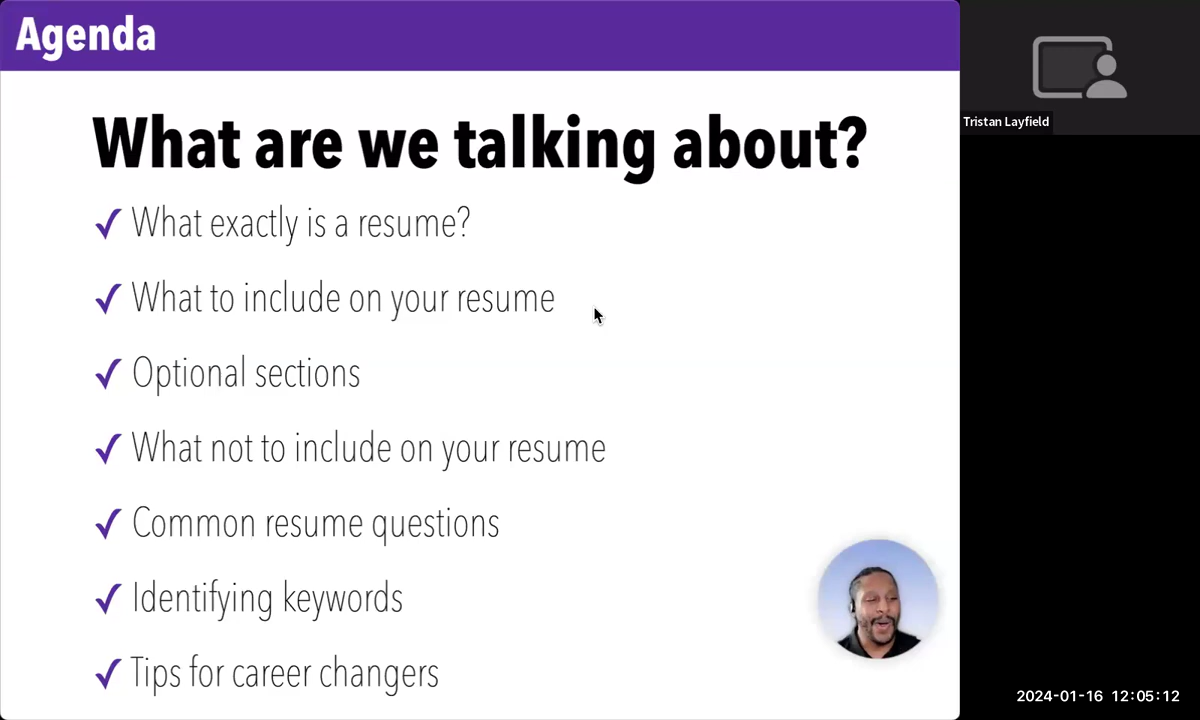 Agenda
What are we talking about?
✓ What exactly is a resume?
✓ What to include on your resume
✓ Optional sections
✓ What not to include on your resume
✓ Common resume questions
✓ Identifying keywords
✓ Tips for career changers
Tristan Layfield
2024-01-16 12:05:12